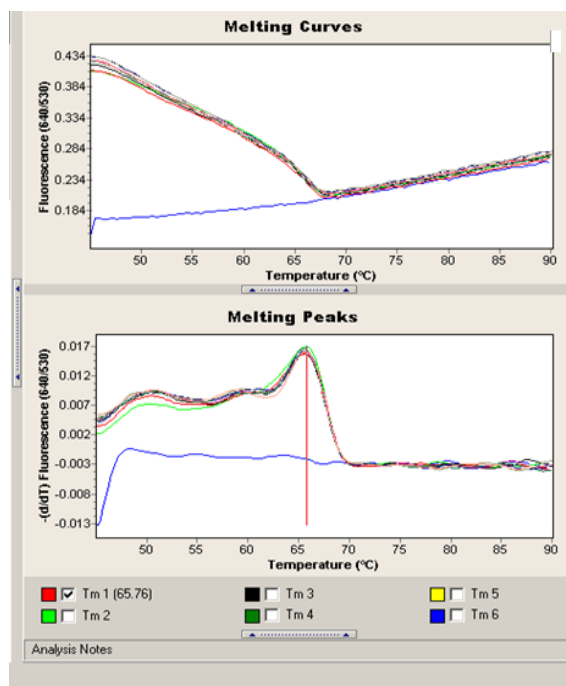 Melting Curves
Fluorescence (640/530)
0.434
0.384
0.334
0.284
0.234
0.184
50 55 60 65 70 75 80 85 90
Temperature (°C)
Melting Peaks
-(d/dT) Fluorescence (640/530)
0.017
0.012
0.007
0.002
-0.003
-0.008
-0.013
50 55 60 65 70 75 80 85 90
Temperature (°C)
Tm 1 (65.76) Tm 3 Tm 5
Tm 2 Tm 4 Tm 6
Analysis Notes